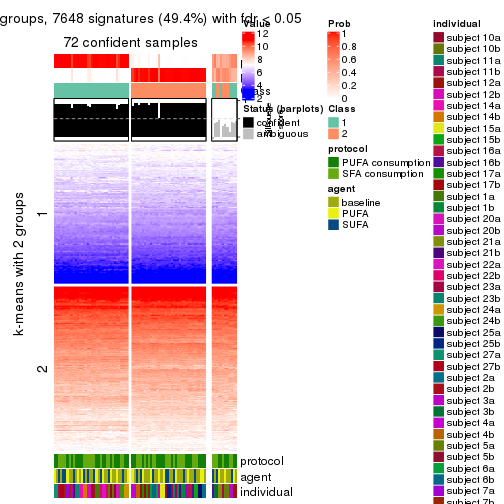 groups, 7648 signatures (49.4%) with fdr < 0.05
72 confident samples
k-means with 2 groups
1
2
protocol
agent
individual
Value
12
10
8
6
4
2
Status (barplots)
confident
ambiguous
Prob
1
0.8
0.6
0.4
0.2
0
Class
1
2
protocol
PUFA consumption
SFA consumption
agent
baseline
PUFA
SUFA
individual
subject 10a
subject 10b
subject 11a
subject 11b
subject 12a
subject 12b
subject 14a
subject 14b
subject 15a
subject 15b
subject 16a
subject 16b
subject 17a
subject 17b
subject 1a
subject 1b
subject 20a
subject 20b
subject 21a
subject 21b
subject 22a
subject 22b
subject 23a
subject 23b
subject 24a
subject 24b
subject 25a
subject 25b
subject 27a
subject 27b
subject 2a
subject 2b
subject 3a
subject 3b
subject 4a
subject 4b
subject 5a
subject 5b
subject 6a
subject 6b
subject 7a
subject 7b